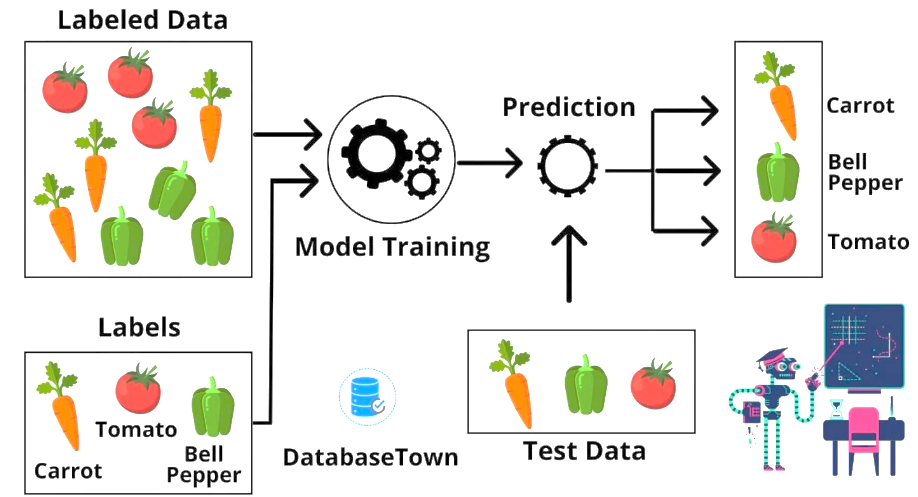 Labeled Data
Prediction
Carrot
Bell
Pepper
Tomato
Model Training
Labels
Carrot
Tomato
Bell
Pepper
DatabaseTown
Test Data